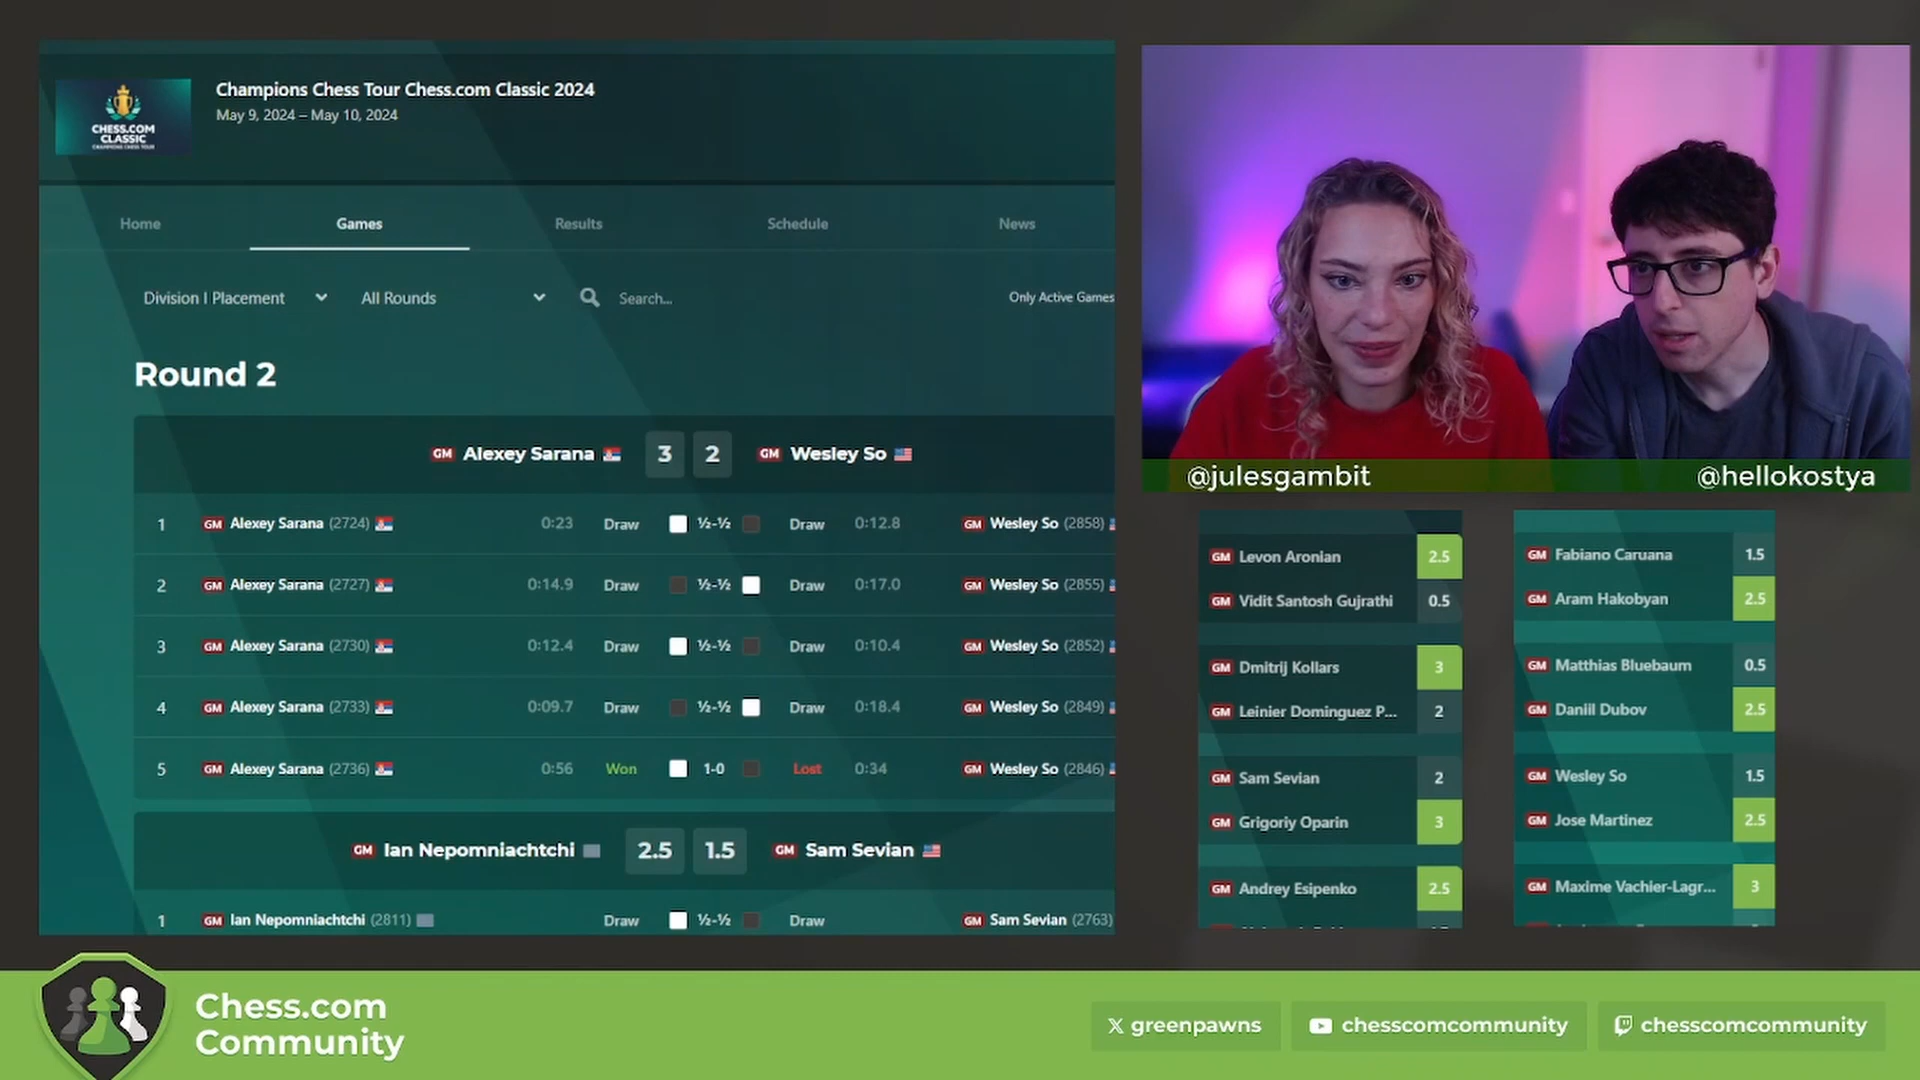 Champions Chess Tour Chess.com Classic 2024
May 9, 2024 – May 10, 2024
CHESS.COM
CLASSIC
CHAMPIONS CHESS TOUR
Home Games Results Schedule News
Division I Placement All Rounds Search... Only Active Games
Round 2
GM Alexey Sarana 3 2 GM Wesley So
1 GM Alexey Sarana (2724) 0:23 Draw ½-½ Draw 0:12.8 GM Wesley So (2858)
2 GM Alexey Sarana (2727) 0:14.9 Draw ½-½ Draw 0:17.0 GM Wesley So (2855)
3 GM Alexey Sarana (2730) 0:12.4 Draw ½-½ Draw 0:10.4 GM Wesley So (2852)
4 GM Alexey Sarana (2733) 0:09.7 Draw ½-½ Draw 0:18.4 GM Wesley So (2849)
5 GM Alexey Sarana (2736) 0:56 Won 1-0 Lost 0:34 GM Wesley So (2846)
GM Ian Nepomniachtchi 2.5 1.5 GM Sam Sevian
1 GM Ian Nepomniachtchi (2811) Draw ½-½ Draw GM Sam Sevian (2763)
@julesgambit @hellokostya
GM Levon Aronian 2.5
GM Vidit Santosh Gujrathi 0.5
GM Dmitrij Kollars 3
GM Leinier Dominguez P... 2
GM Sam Sevian 2
GM Grigoriy Oparin 3
GM Andrey Esipenko 2.5
GM Fabiano Caruana 1.5
GM Aram Hakobyan 2.5
GM Matthias Bluebaum 0.5
GM Daniil Dubov 2.5
GM Wesley So 1.5
GM Jose Martinez 2.5
GM Maxime Vachier-Lagr... 3
Chess.com
Community
X greenpawns chesscomcommunity chesscomcommunity